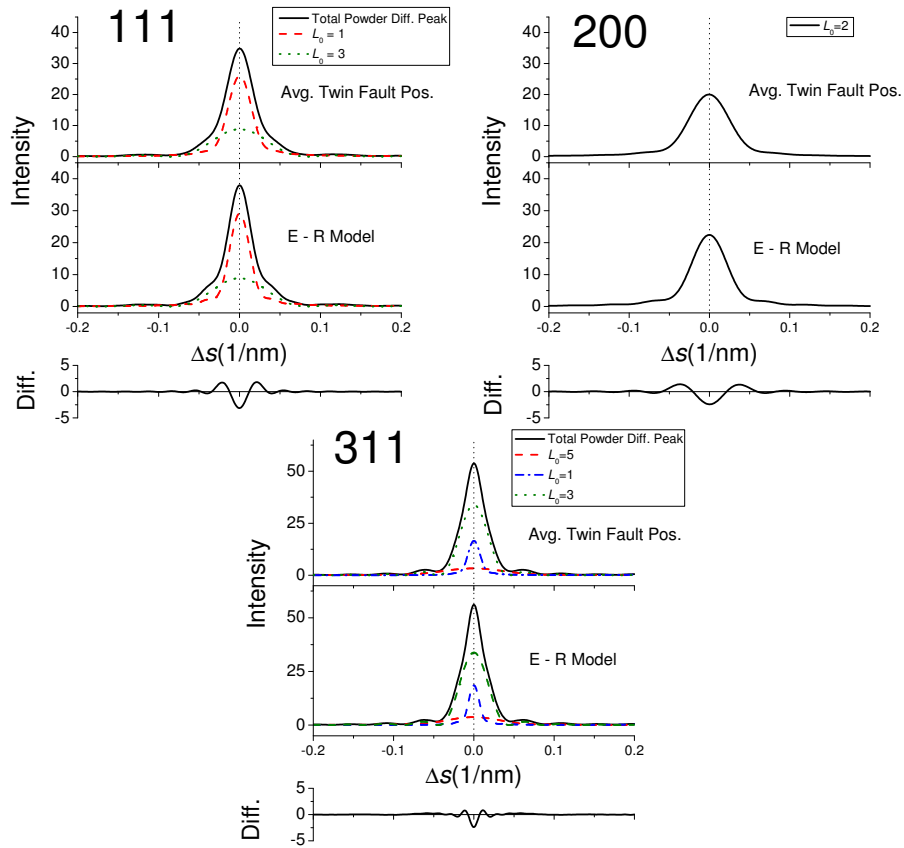 111
Total Powder Diff. Peak
L₀ = 1
L₀ = 3
Avg. Twin Fault Pos.
40
30
20
10
0
Intensity
E - R Model
40
30
20
10
0
-0.2 -0.1 0.0 0.1 0.2
Δs(1/nm)
5
0
-5
Diff.
200
L₀=2
Avg. Twin Fault Pos.
40
30
20
10
0
Intensity
E - R Model
40
30
20
10
0
-0.2 -0.1 0.0 0.1 0.2
Δs(1/nm)
5
0
-5
Diff.
311
Total Powder Diff. Peak
L₀=5
L₀=1
L₀=3
Avg. Twin Fault Pos.
50
25
0
Intensity
E - R Model
50
25
0
-0.2 -0.1 0.0 0.1 0.2
Δs(1/nm)
5
0
-5
Diff.